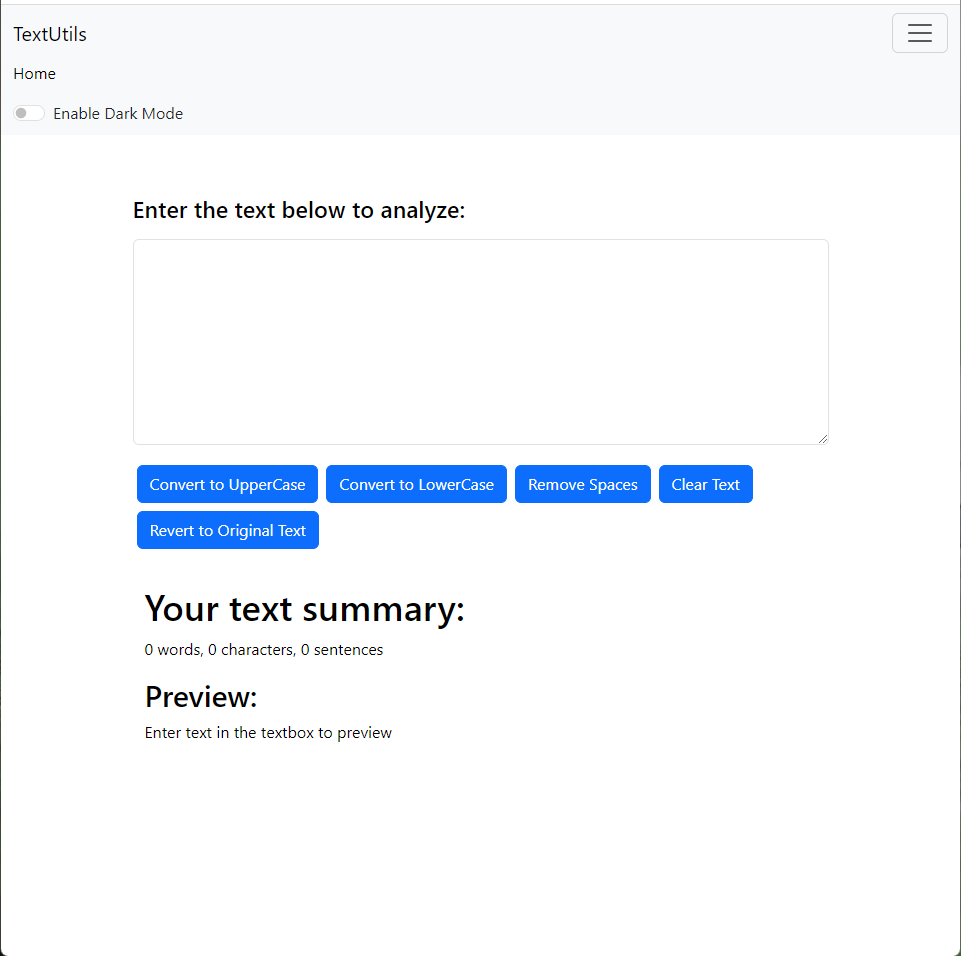 TextUtils
Home
Enable Dark Mode
Enter the text below to analyze:
Convert to UpperCase Convert to LowerCase Remove Spaces Clear Text
Revert to Original Text
Your text summary:
0 words, 0 characters, 0 sentences
Preview:
Enter text in the textbox to preview